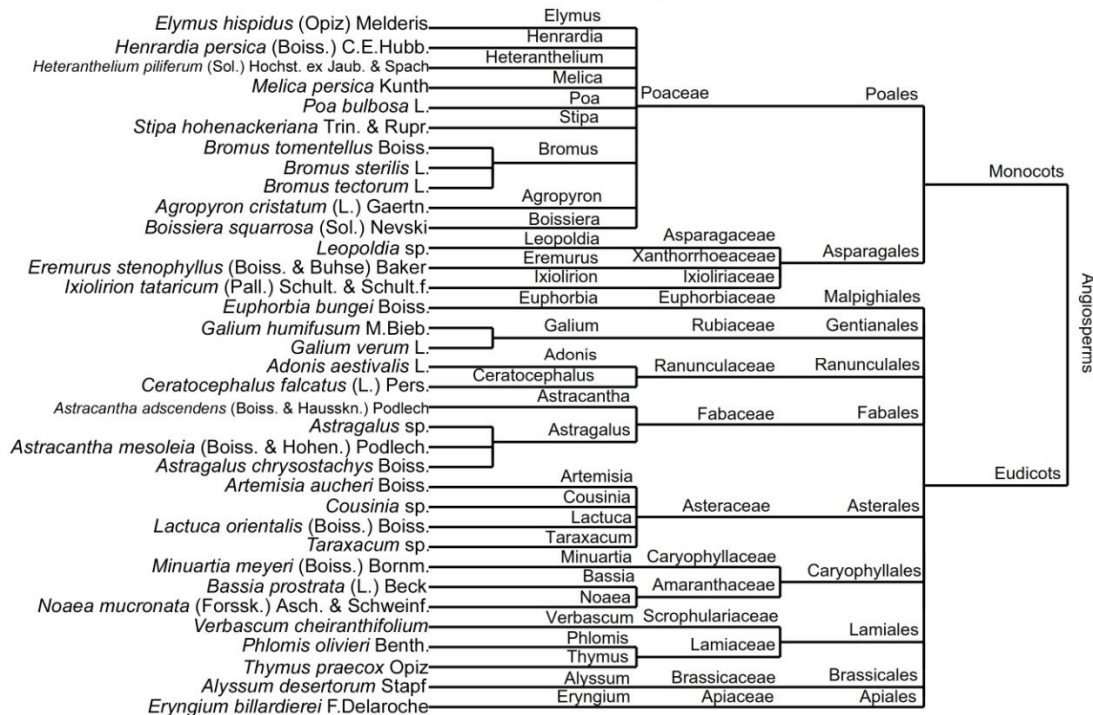 Elymus hispidus (Opiz) Melderis Elymus
Henrardia persica (Boiss.) C.E.Hubb. Henrardia
Heteranthelium piliferum (Sol.) Hochst. ex Jaub. & Spach Heteranthelium
Melica persica Kunth Melica
Poa bulbosa L. Poa Poaceae Poales
Stipa hohenackeriana Trin. & Rupr. Stipa
Bromus tomentellus Boiss. Bromus
Bromus sterilis L.
Monocots
Bromus tectorum L.
Agropyron cristatum (L.) Gaertn. Agropyron
Boissiera squarrosa (Sol.) Nevski Boissiera
Leopoldia sp. Leopoldia Asparagaceae
Asparagales
Eremurus stenophyllus (Boiss. & Buhse) Baker Eremurus Xanthorrhoeaceae
Ixiolirion tataricum (Pall.) Schult. & Schult.f. Ixiolirion Ixioliriaceae
Euphorbia bungei Boiss. Euphorbia Euphorbiaceae Malpighiales
Angiosperms
Galium humifusum M.Bieb. Galium Rubiaceae Gentianales
Galium verum L.
Adonis aestivalis L. Adonis
Ranunculaceae Ranunculales
Ceratocephalus falcatus (L.) Pers. Ceratocephalus
Astracantha adscendens (Boiss. & Hausskn.) Podlech Astracantha
Fabaceae Fabales
Astragalus sp. Astragalus
Astracantha mesoleia (Boiss. & Hohen.) Podlech.
Astragalus chrysostachys Boiss.
Eudicots
Artemisia aucheri Boiss. Artemisia
Cousinia sp. Cousinia Asteraceae Asterales
Lactuca orientalis (Boiss.) Boiss. Lactuca
Taraxacum sp. Taraxacum
Minuartia meyeri (Boiss.) Bornm. Minuartia Caryophyllaceae
Caryophyllales
Bassia prostrata (L.) Beck Bassia Amaranthaceae
Noaea mucronata (Forssk.) Asch. & Schweinf. Noaea
Verbascum cheiranthifolium Verbascum Scrophulariaceae
Lamiales
Phlomis olivieri Benth. Phlomis Lamiaceae
Thymus praecox Opiz Thymus
Alyssum desertorum Stapf Alyssum Brassicaceae Brassicales
Eryngium billardierei F.Delaroche Eryngium Apiaceae Apiales